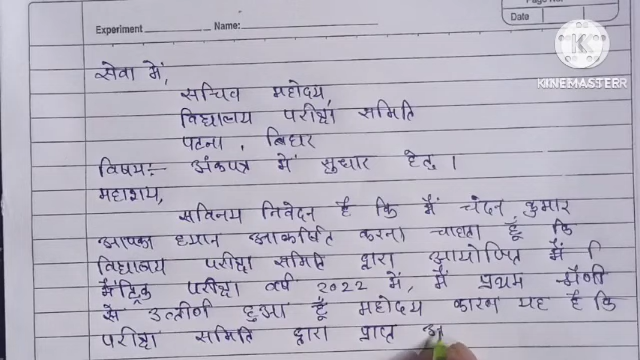 Page No.
Date
Experiment
Name:
K
KINEMASTER
सेवा में,
सचिव महोदय,
विद्यालय परीक्षा समिति
पटना, बिहार
विषय:- अंकपत्र में सुधार हेतु।
महाशय,
सविनय निवेदन है कि मैं चंदन कुमार
आपका ध्यान आकर्षित करना चाहता हूँ कि
विद्यालय परीक्षा समिति द्वारा आयोजित में
मैट्रिक परीक्षा वर्ष 2022 में, मैं प्रथम श्रेणी
से उत्तीर्ण हुआ हूँ महोदय कारण यह है कि
परीक्षा समिति द्वारा प्राप्त